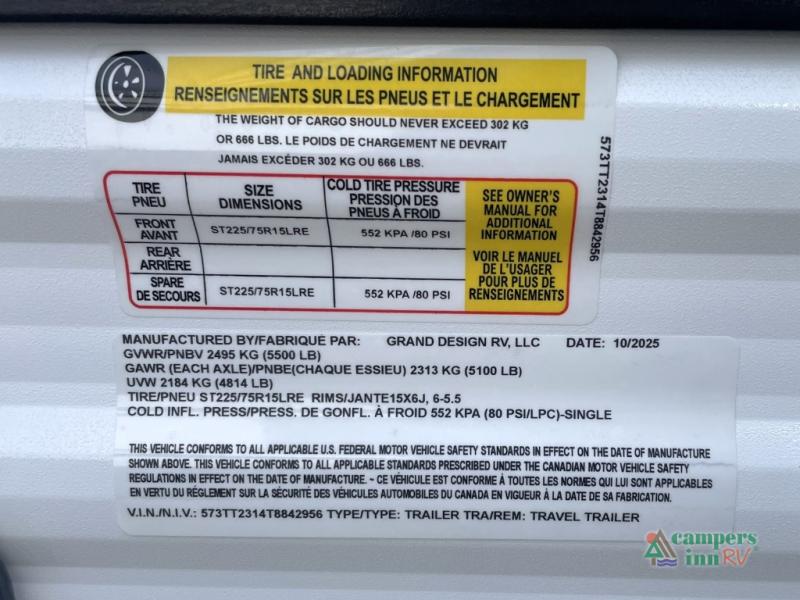 TIRE AND LOADING INFORMATION
RENSEIGNEMENTS SUR LES PNEUS ET LE CHARGEMENT
THE WEIGHT OF CARGO SHOULD NEVER EXCEED 302 KG
OR 666 LBS. LE POIDS DE CHARGEMENT NE DEVRAIT
JAMAIS EXCÉDER 302 KG OU 666 LBS.
TIRE
PNEU
SIZE
DIMENSIONS
COLD TIRE PRESSURE
PRESSION DES
PNEUS À FROID
FRONT
AVANT
ST225/75R15LRE
552 KPA /80 PSI
REAR
ARRIÈRE
SPARE
DE SECOURS
ST225/75R15LRE
552 KPA /80 PSI
SEE OWNER'S
MANUAL FOR
ADDITIONAL
INFORMATION
VOIR LE MANUEL
DE L'USAGER
POUR PLUS DE
RENSEIGNEMENTS
573TT2314T8842956
MANUFACTURED BY/FABRIQUÉ PAR: GRAND DESIGN RV, LLC DATE: 10/2025
GVWR/PNBV 2495 KG (5500 LB)
GAWR (EACH AXLE)/PNBE(CHAQUE ESSIEU) 2313 KG (5100 LB)
UVW 2184 KG (4814 LB)
TIRE/PNEU ST225/75R15LRE RIMS/JANTE15X6J, 6-5.5
COLD INFL. PRESS/PRESS. DE GONFL. À FROID 552 KPA (80 PSI/LPC)-SINGLE
THIS VEHICLE CONFORMS TO ALL APPLICABLE U.S. FEDERAL MOTOR VEHICLE SAFETY STANDARDS IN EFFECT ON THE DATE OF MANUFACTURE
SHOWN ABOVE. THIS VEHICLE CONFORMS TO ALL APPLICABLE STANDARDS PRESCRIBED UNDER THE CANADIAN MOTOR VEHICLE SAFETY
REGULATIONS IN EFFECT ON THE DATE OF MANUFACTURE. ~ CE VÉHICULE EST CONFORME À TOUTES LES NORMES QUI LUI SONT APPLICABLES
EN VERTU DU RÉGLEMENT SUR LA SÉCURITÉ DES VÉHICULES AUTOMOBILES DU CANADA EN VIGUEUR À LA DATE DE SA FABRICATION.
V.I.N./N.I.V.: 573TT2314T8842956 TYPE/TYPE: TRAILER TRA/REM: TRAVEL TRAILER
campers
inn RV